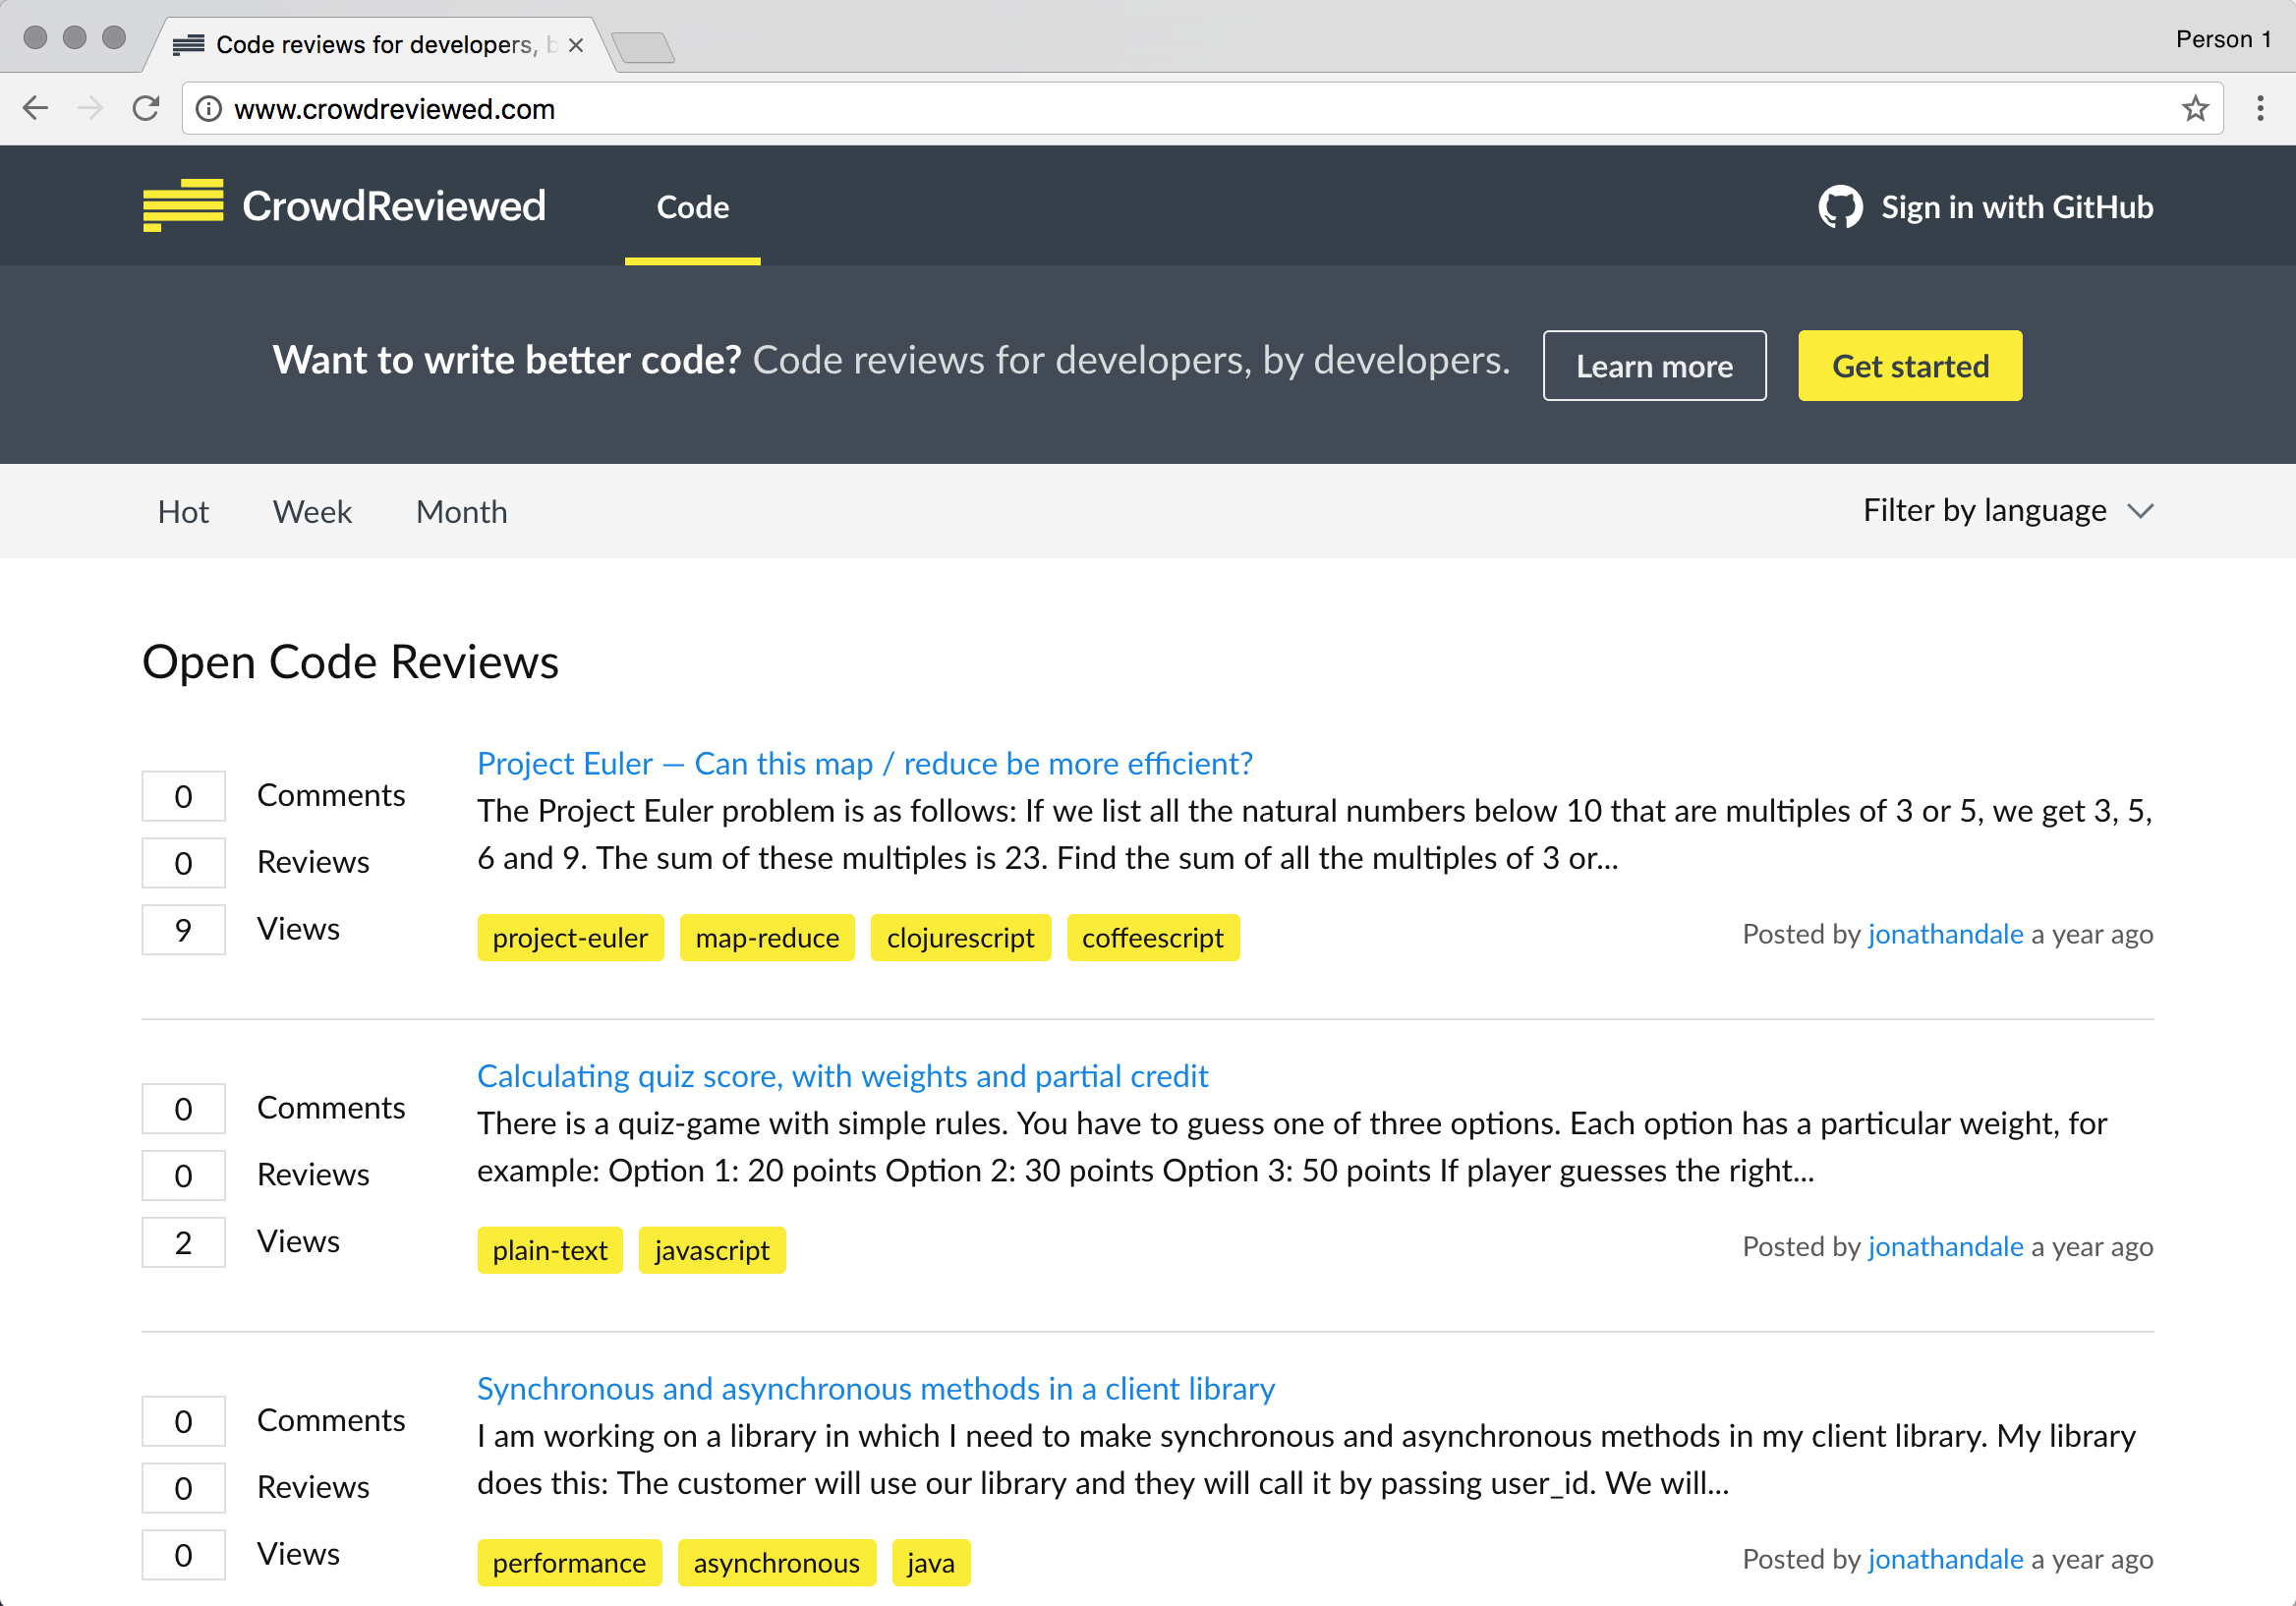 Code reviews for developers, b
Person 1
www.crowdreviewed.com
CrowdReviewed
Code
Sign in with GitHub
Want to write better code? Code reviews for developers, by developers.
Learn more
Get started
Hot
Week
Month
Filter by language
Open Code Reviews
0 Comments
0 Reviews
9 Views
Project Euler — Can this map / reduce be more efficient?
The Project Euler problem is as follows: If we list all the natural numbers below 10 that are multiples of 3 or 5, we get 3, 5,
6 and 9. The sum of these multiples is 23. Find the sum of all the multiples of 3 or...
project-euler map-reduce clojurescript coffeescript
Posted by jonathandale a year ago
0 Comments
0 Reviews
2 Views
Calculating quiz score, with weights and partial credit
There is a quiz-game with simple rules. You have to guess one of three options. Each option has a particular weight, for
example: Option 1: 20 points Option 2: 30 points Option 3: 50 points If player guesses the right...
plain-text javascript
Posted by jonathandale a year ago
0 Comments
0 Reviews
0 Views
Synchronous and asynchronous methods in a client library
I am working on a library in which I need to make synchronous and asynchronous methods in my client library. My library
does this: The customer will use our library and they will call it by passing user_id. We will...
performance asynchronous java
Posted by jonathandale a year ago